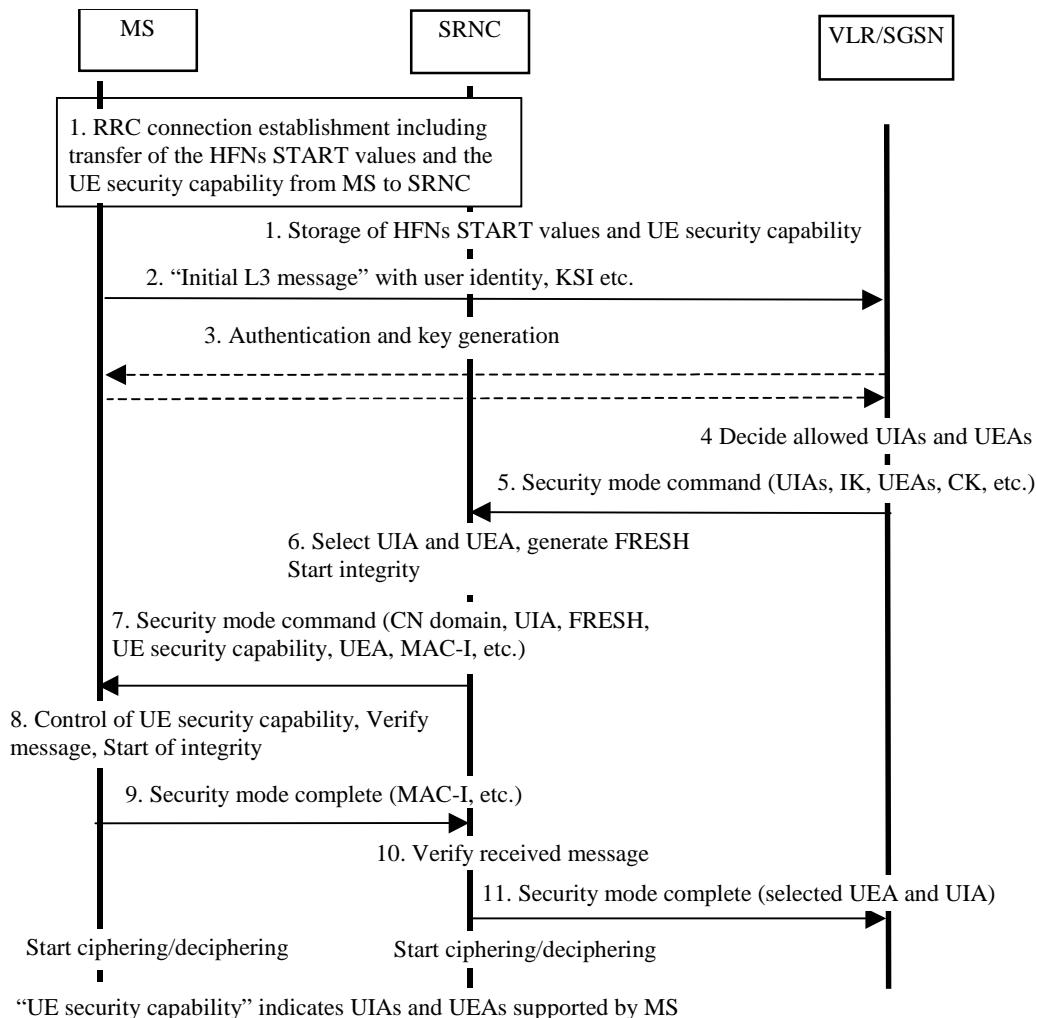 MS
SRNC
VLR/SGSN
1. RRC connection establishment including
transfer of the HFNs START values and the
UE security capability from MS to SRNC
1. Storage of HFNs START values and UE security capability
2. “Initial L3 message” with user identity, KSI etc.
3. Authentication and key generation
4 Decide allowed UIAs and UEAs
5. Security mode command (UIAs, IK, UEAs, CK, etc.)
6. Select UIA and UEA, generate FRESH
Start integrity
7. Security mode command (CN domain, UIA, FRESH,
UE security capability, UEA, MAC-I, etc.)
8. Control of UE security capability, Verify
message, Start of integrity
9. Security mode complete (MAC-I, etc.)
10. Verify received message
11. Security mode complete (selected UEA and UIA)
Start ciphering/deciphering
Start ciphering/deciphering
“UE security capability” indicates UIAs and UEAs supported by MS